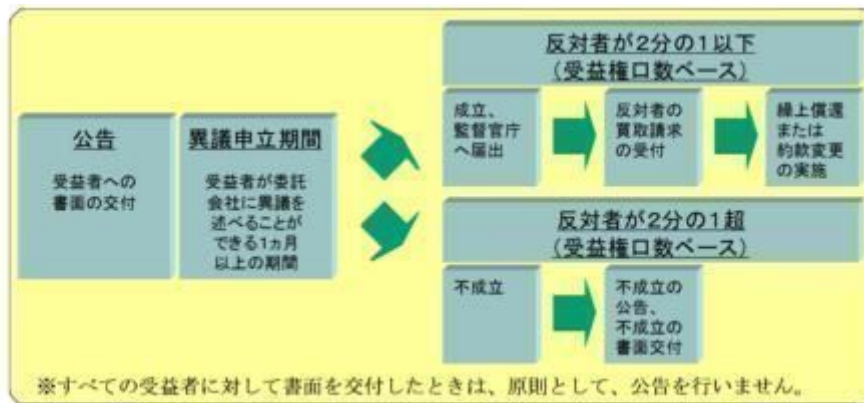 公告
受益者への
書面の交付
異議申立期間
受益者が委託
会社に異議を
述べることが
できる1ヵ月
以上の期間
反対者が2分の1以下
(受益権口数ベース)
成立、
監督官庁
へ届出
反対者の
買取請求
の受付
繰上償還
または
約款変更
の実施
反対者が2分の1超
(受益権口数ベース)
不成立
不成立の
公告、
不成立の
書面交付
※すべての受益者に対して書面を交付したときは、原則として、公告を行いません。